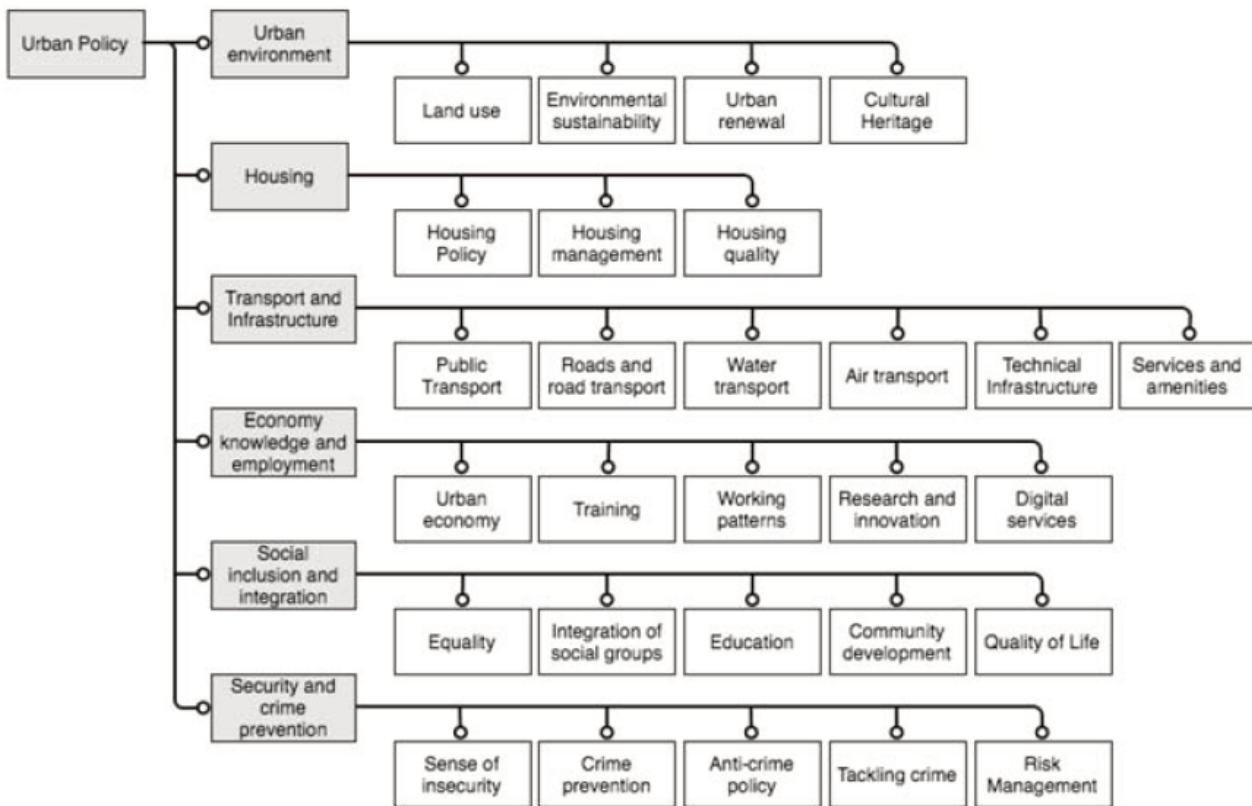 Urban Policy
Urban
environment
Land use
Environmental
sustainability
Urban
renewal
Cultural
Heritage
Housing
Housing
Policy
Housing
management
Housing
quality
Transport and
Infrastructure
Public
Transport
Roads and
road transport
Water
transport
Air transport
Technical
Infrastructure
Services and
amenities
Economy
knowledge and
employment
Urban
economy
Training
Working
patterns
Research and
innovation
Digital
services
Social
inclusion and
integration
Equality
Integration of
social groups
Education
Community
development
Quality of Life
Security and
crime
prevention
Sense of
insecurity
Crime
prevention
Anti-crime
policy
Tackling crime
Risk
Management